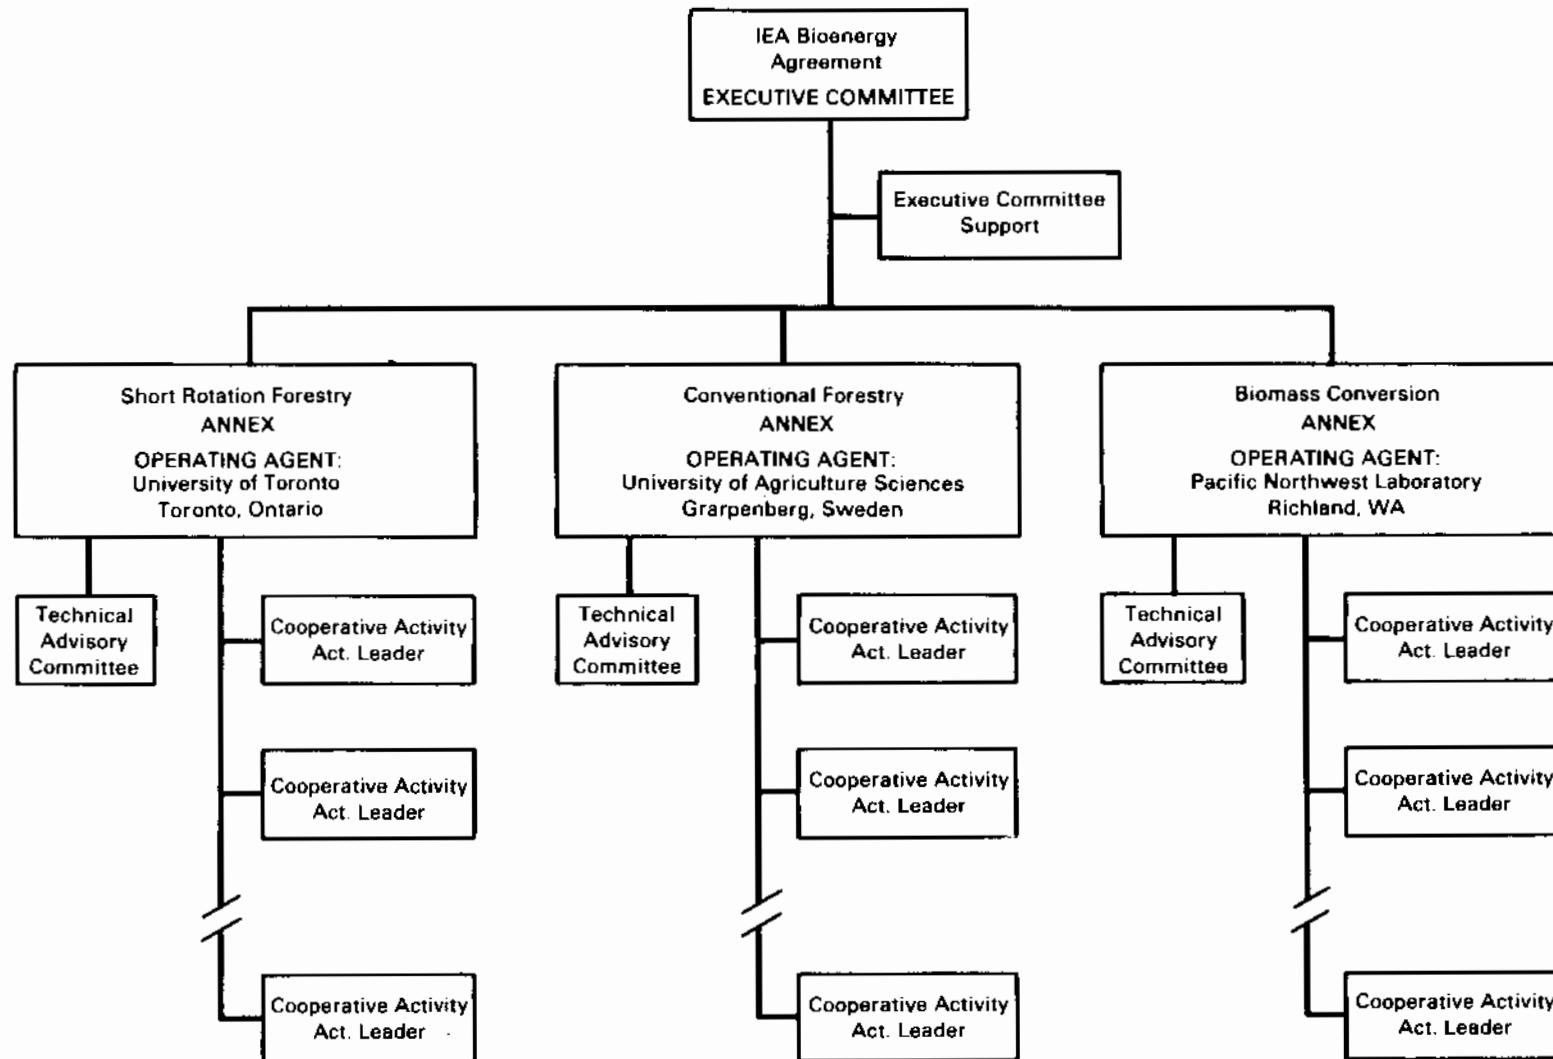 IEA Bioenergy
Agreement
EXECUTIVE COMMITTEE
Executive Committee
Support
Short Rotation Forestry
ANNEX
OPERATING AGENT:
University of Toronto
Toronto, Ontario
Conventional Forestry
ANNEX
OPERATING AGENT:
University of Agriculture Sciences
Grarpenberg, Sweden
Biomass Conversion
ANNEX
OPERATING AGENT:
Pacific Northwest Laboratory
Richland, WA
Technical
Advisory
Committee
Cooperative Activity
Act. Leader
Technical
Advisory
Committee
Cooperative Activity
Act. Leader
Technical
Advisory
Committee
Cooperative Activity
Act. Leader
Cooperative Activity
Act. Leader
Cooperative Activity
Act. Leader
Cooperative Activity
Act. Leader
Cooperative Activity
Act. Leader
Cooperative Activity
Act. Leader
Cooperative Activity
Act. Leader